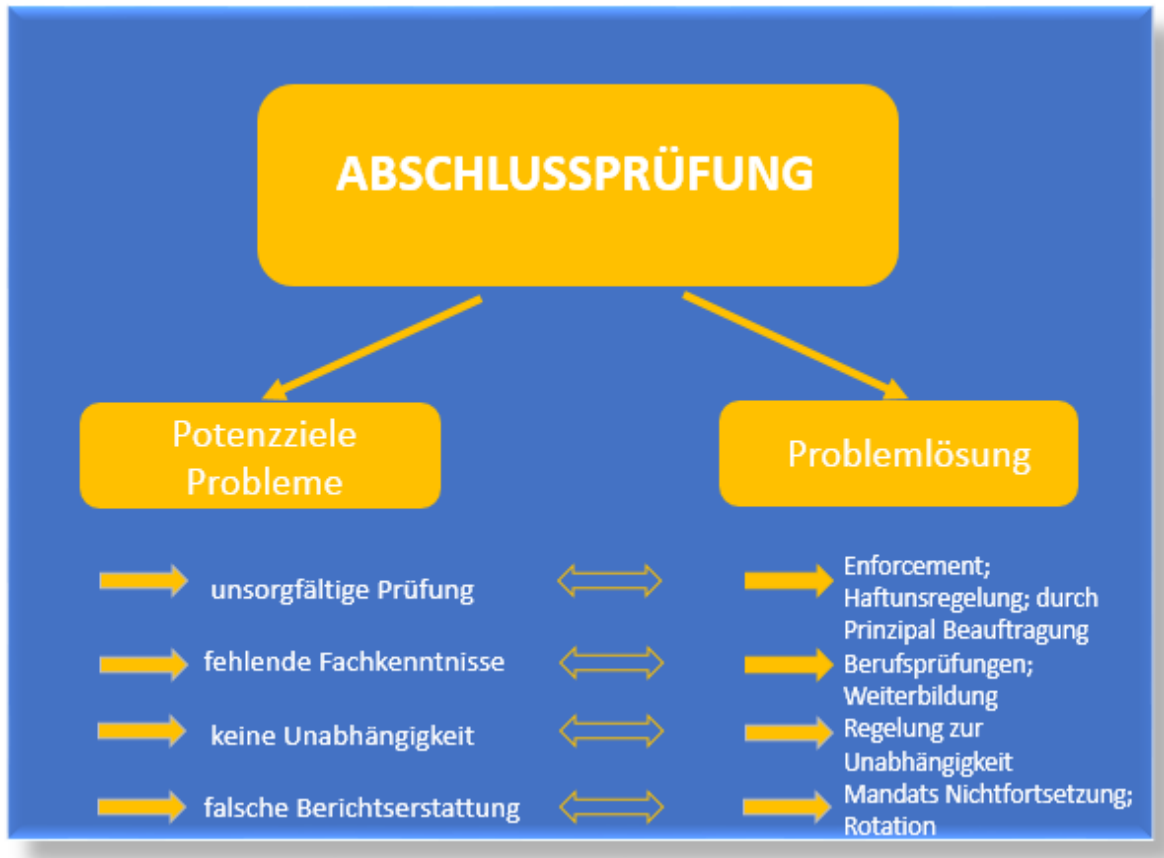 ABSCHLUSSPRÜFUNG
Potenzziele
Probleme
Problemlösung
unsorgfältige Prüfung
Enforcement;
Haftunsregelung; durch
Prinzipal Beauftragung
fehlende Fachkenntnisse
Berufsprüfungen;
Weiterbildung
keine Unabhängigkeit
Regelung zur
Unabhängigkeit
falsche Berichtserstattung
Mandats Nichtfortsetzung;
Rotation